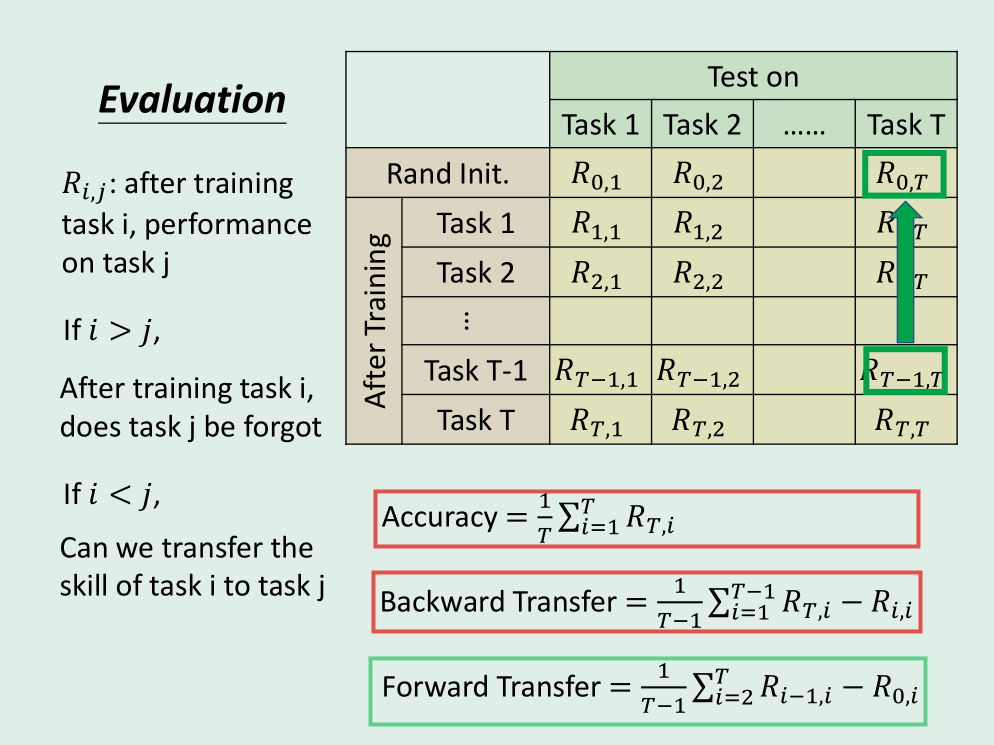 Evaluation
R_{i,j}: after training
task i, performance
on task j
If i > j,
After training task i,
does task j be forgot
If i < j,
Can we transfer the
skill of task i to task j
Test on
Task 1 Task 2 …… Task T
Rand Init. R_{0,1} R_{0,2} R_{0,T}
After Training
Task 1 R_{1,1} R_{1,2}
Task 2 R_{2,1} R_{2,2}
⋮
Task T-1 R_{T−1,1} R_{T−1,2} R_{T−1,T}
Task T R_{T,1} R_{T,2} R_{T,T}
Accuracy = \frac{1}{T} \sum_{i=1}^{T} R_{T,i}
Backward Transfer = \frac{1}{T−1} \sum_{i=1}^{T−1} R_{T,i} − R_{i,i}
Forward Transfer = \frac{1}{T−1} \sum_{i=2}^{T} R_{i−1,i} − R_{0,i}